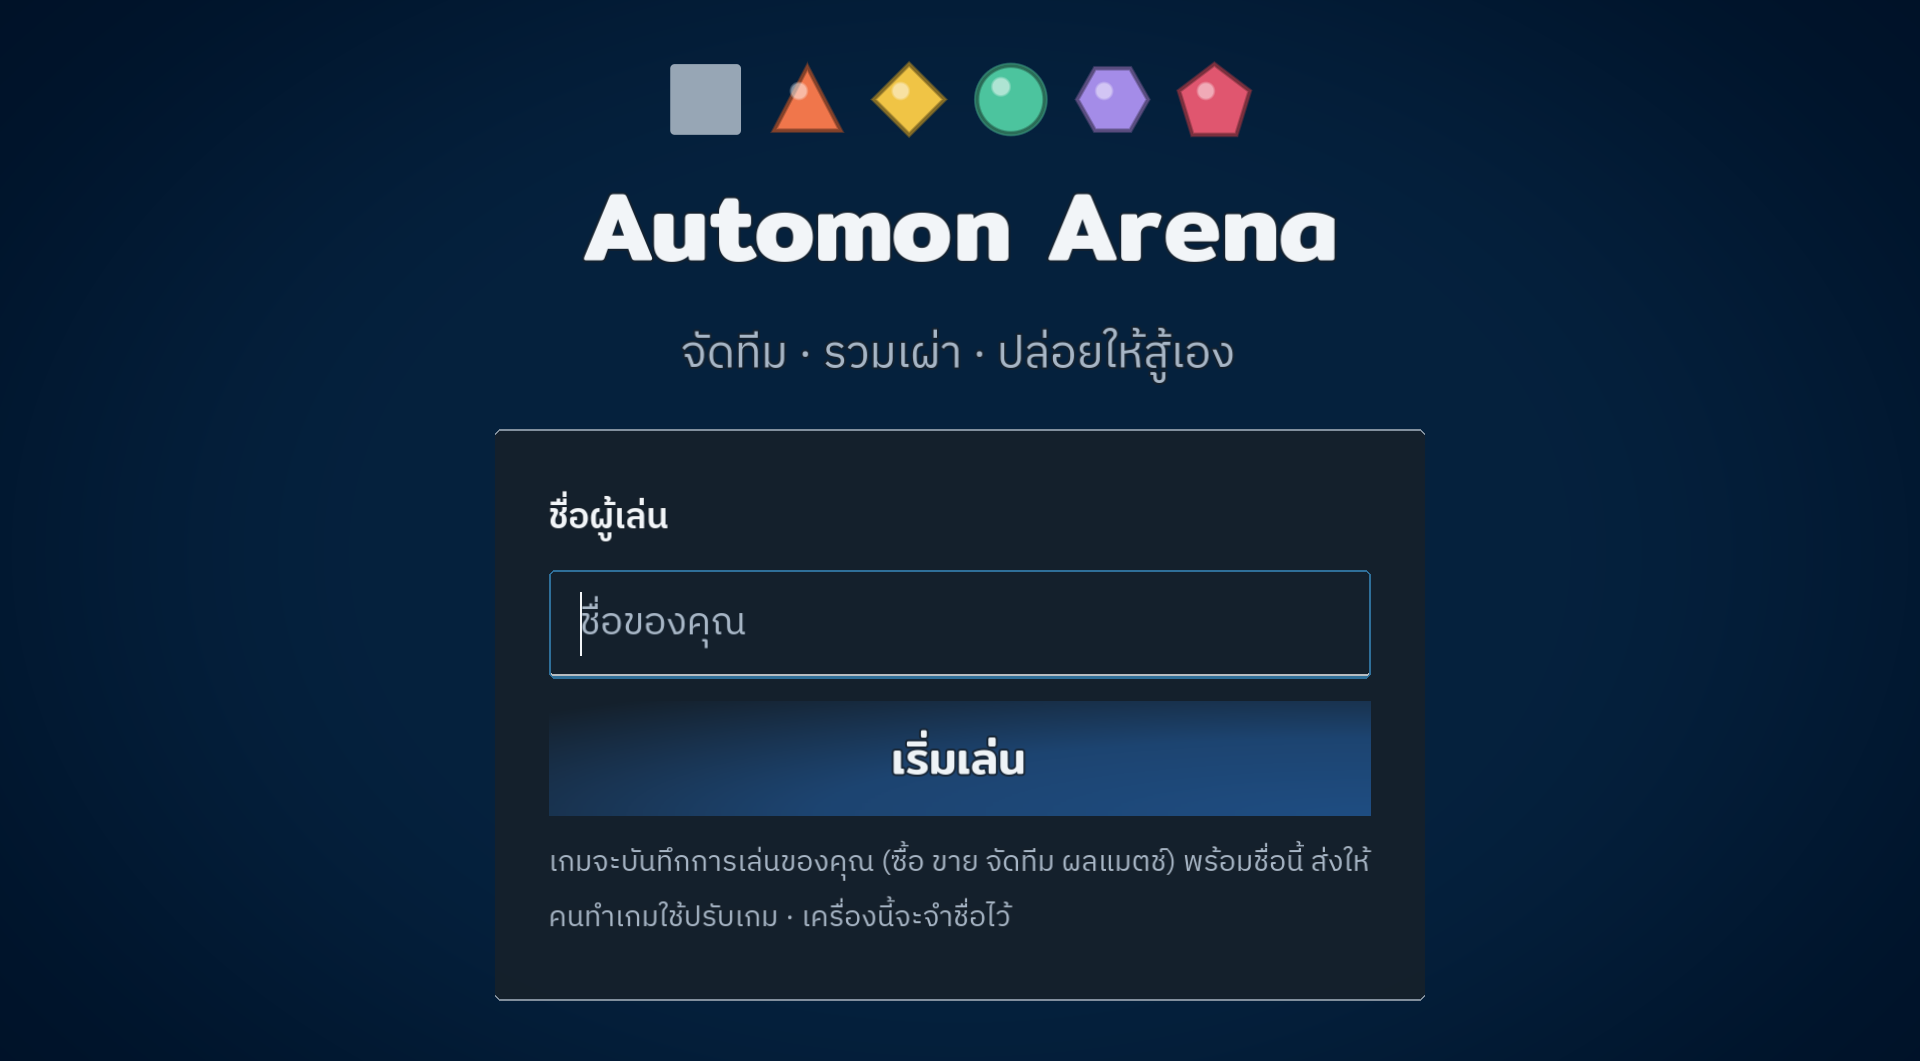 Automon Arena
จัดทีม · รวมเผ่า · ปล่อยให้สู้เอง
ชื่อผู้เล่น
ชื่อของคุณ
เริ่มเล่น
เกมจะบันทึกการเล่นของคุณ (ซื้อ ขาย จัดทีม ผลแมตช์) พร้อมชื่อนี้ ส่งให้
คนทำเกมใช้ปรับเกม · เครื่องนี้จะจำชื่อไว้